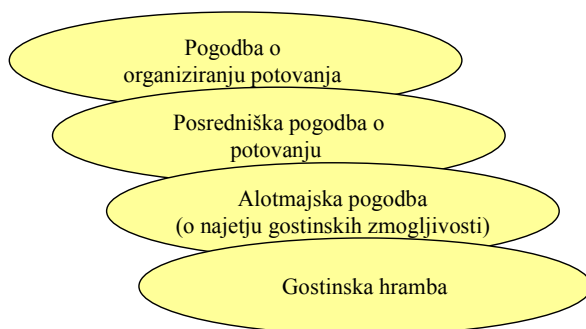 Pogodba o
organiziranju potovanja
Posredniška pogodba o
potovanju
Alotmajska pogodba
(o najetju gostinskih zmogljivosti)
Gostinska hramba